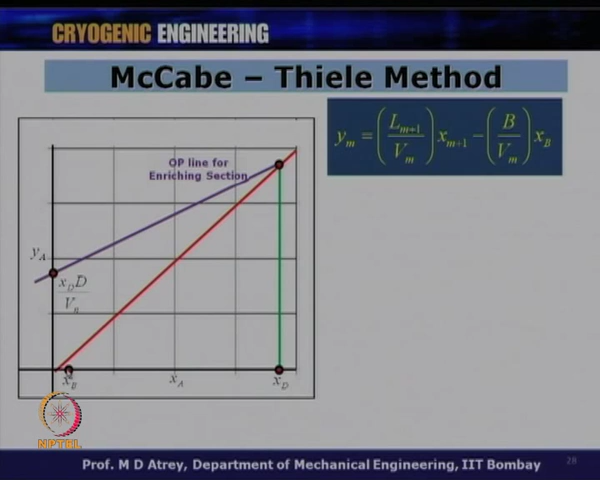 CRYOGENIC ENGINEERING
McCabe – Thiele Method
OP line for
Enriching Section
y_A
x_D D
V_n
x_B
x_A
x_D
y_m = (L_{m+1} / V_m) x_{m+1} − (B / V_m) x_B
NPTEL
Prof. M D Atrey, Department of Mechanical Engineering, IIT Bombay
28